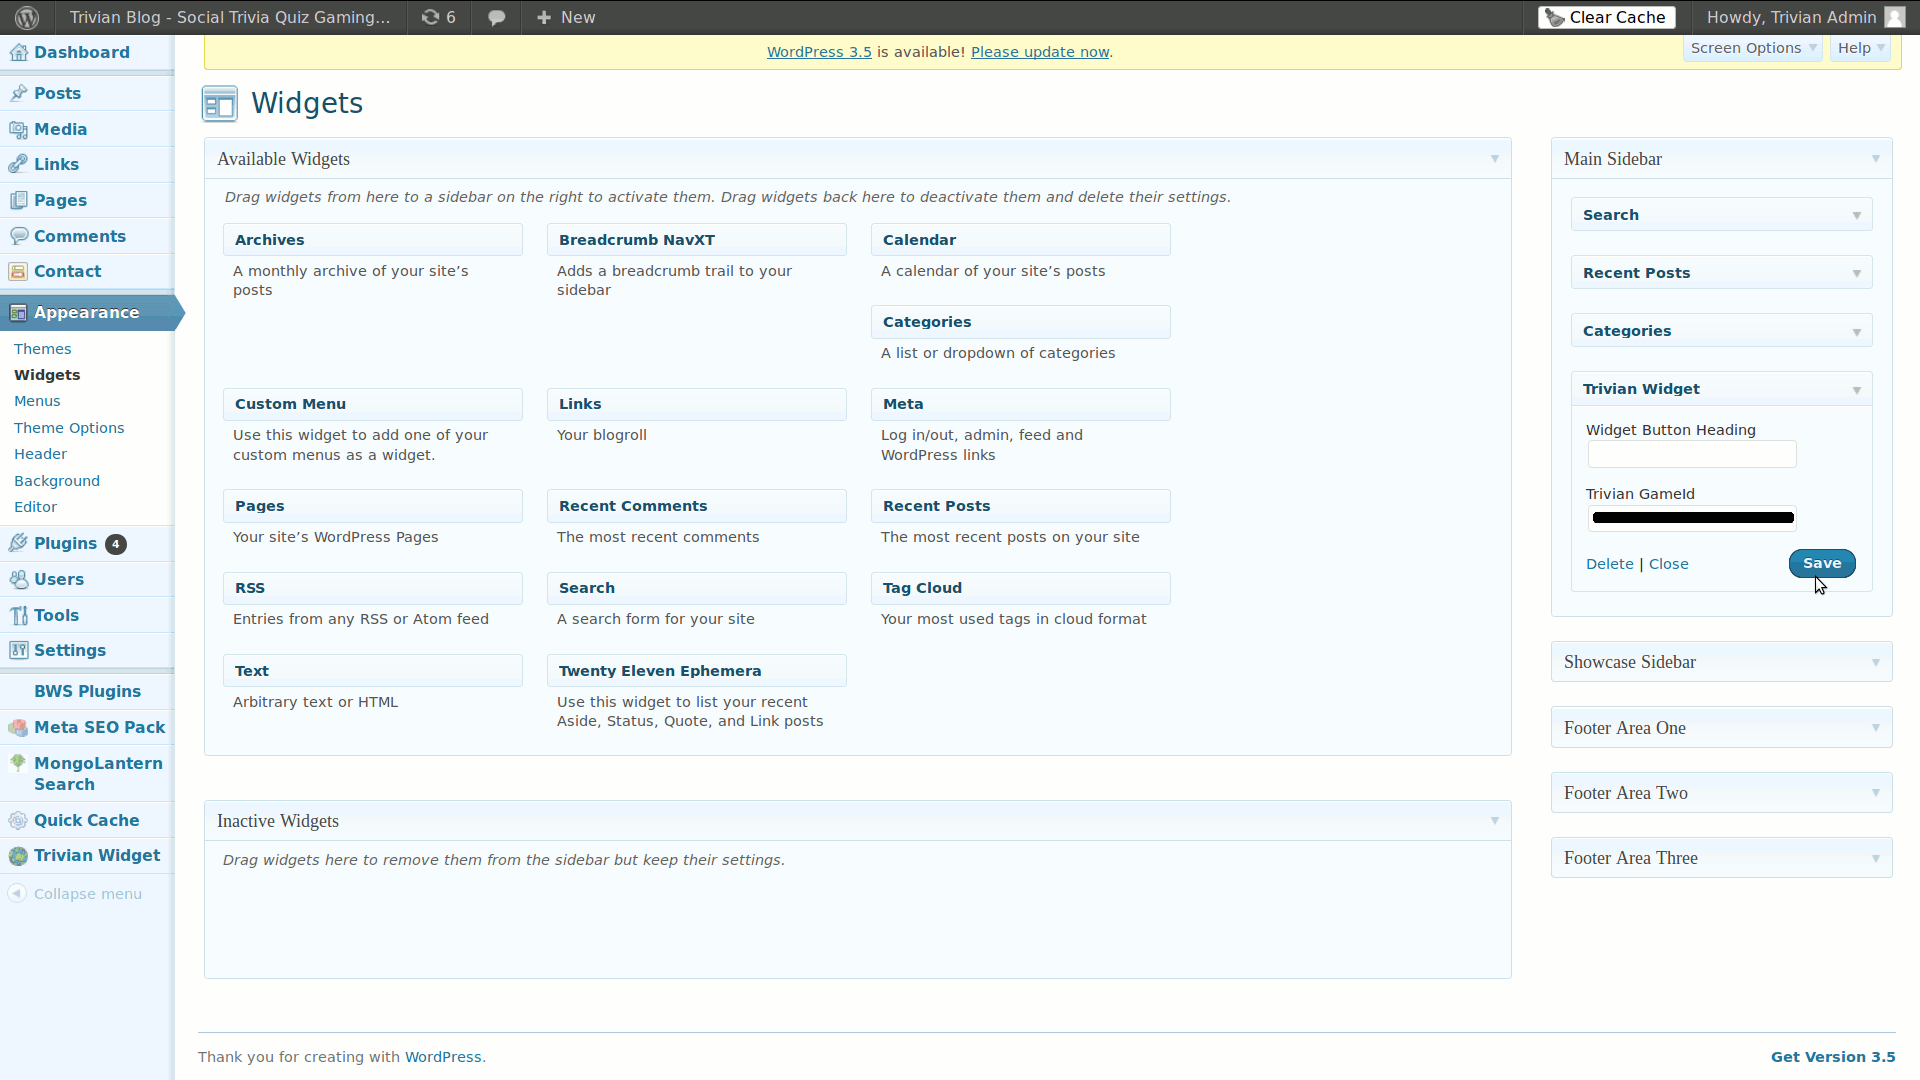 Trivian Blog - Social Trivia Quiz Gaming...
6
New
Clear Cache
Howdy, Trivian Admin
WordPress 3.5 is available! Please update now.
Screen Options
Help
Dashboard
Posts
Media
Links
Pages
Comments
Contact
Appearance
Themes
Widgets
Menus
Theme Options
Header
Background
Editor
Plugins 4
Users
Tools
Settings
BWS Plugins
Meta SEO Pack
MongoLantern
Search
Quick Cache
Trivian Widget
Collapse menu
Widgets
Available Widgets
Drag widgets from here to a sidebar on the right to activate them. Drag widgets back here to deactivate them and delete their settings.
Archives
A monthly archive of your site's
posts
Breadcrumb NavXT
Adds a breadcrumb trail to your
sidebar
Calendar
A calendar of your site's posts
Categories
A list or dropdown of categories
Custom Menu
Use this widget to add one of your
custom menus as a widget.
Links
Your blogroll
Meta
Log in/out, admin, feed and
WordPress links
Pages
Your site's WordPress Pages
Recent Comments
The most recent comments
Recent Posts
The most recent posts on your site
RSS
Entries from any RSS or Atom feed
Search
A search form for your site
Tag Cloud
Your most used tags in cloud format
Text
Arbitrary text or HTML
Twenty Eleven Ephemera
Use this widget to list your recent
Aside, Status, Quote, and Link posts
Inactive Widgets
Drag widgets here to remove them from the sidebar but keep their settings.
Main Sidebar
Search
Recent Posts
Categories
Trivian Widget
Widget Button Heading
Trivian GameId
Delete | Close
Save
Showcase Sidebar
Footer Area One
Footer Area Two
Footer Area Three
Thank you for creating with WordPress.
Get Version 3.5